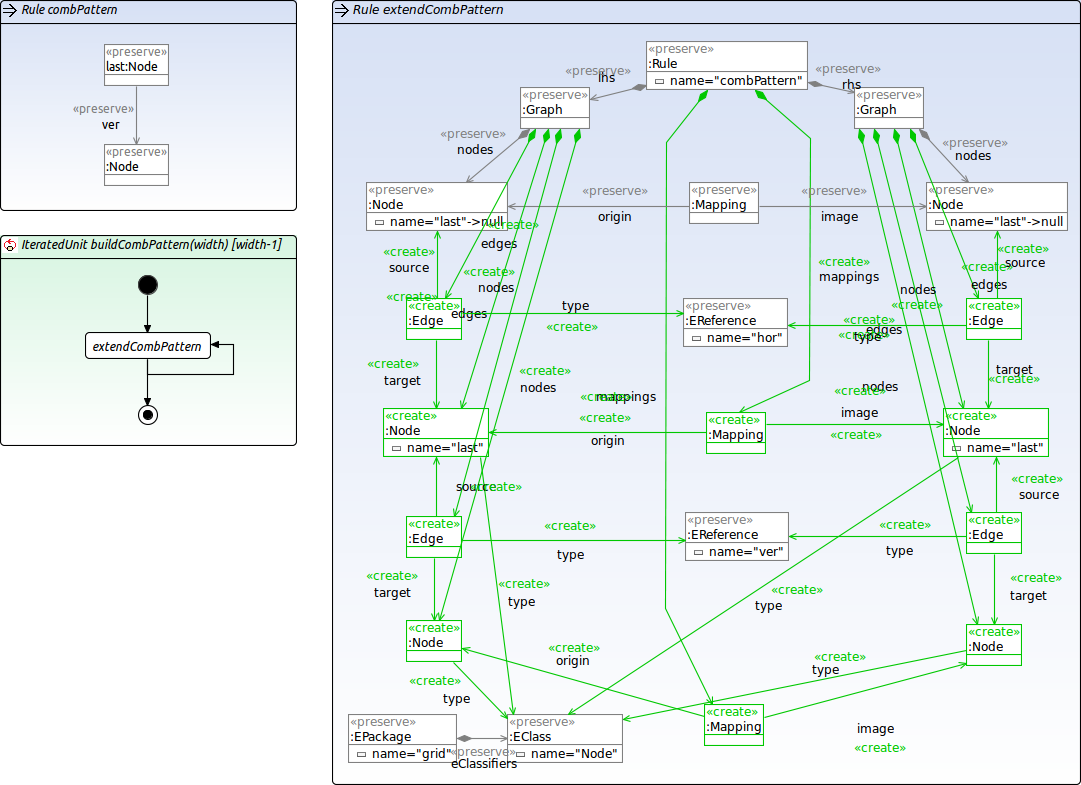 Rule combPattern
«preserve»
last:Node
«preserve»
ver
«preserve»
:Node
IteratedUnit buildCombPattern(width) [width-1]
extendCombPattern
Rule extendCombPattern
«preserve»
:Rule
name="combPattern"
«preserve»
lhs
«preserve»
rhs
«preserve»
:Graph
«preserve»
:Graph
«preserve»
nodes
«preserve»
nodes
«preserve»
:Node
name="last"->null
«preserve»
origin
«preserve»
:Mapping
«preserve»
image
«preserve»
:Node
name="last"->null
«create»
edges
«create»
source
«create»
nodes
«create»
mappings
«create»
source
«create»
edges
«create»
edges
«create»
:Edge
type
«create»
«preserve»
:EReference
name="hor"
nodes
«create»
«create»
edges
«create»
type
«create»
:Edge
«create»
target
«create»
nodes
target
«create»
«create»
mappings
«create»
nodes
«create»
:Node
name="last"
«create»
origin
«create»
:Mapping
image
«create»
«create»
:Node
name="last"
source
«create»
«create»
source
«create»
:Edge
«create»
type
«preserve»
:EReference
name="ver"
«create»
type
«create»
:Edge
«create»
target
«create»
type
«create»
type
«create»
target
«create»
:Node
«create»
origin
«create»
type
«create»
:Node
«create»
type
«preserve»
:EPackage
name="grid"
«preserve»
eClassifiers
«preserve»
:EClass
name="Node"
«create»
:Mapping
image
«create»